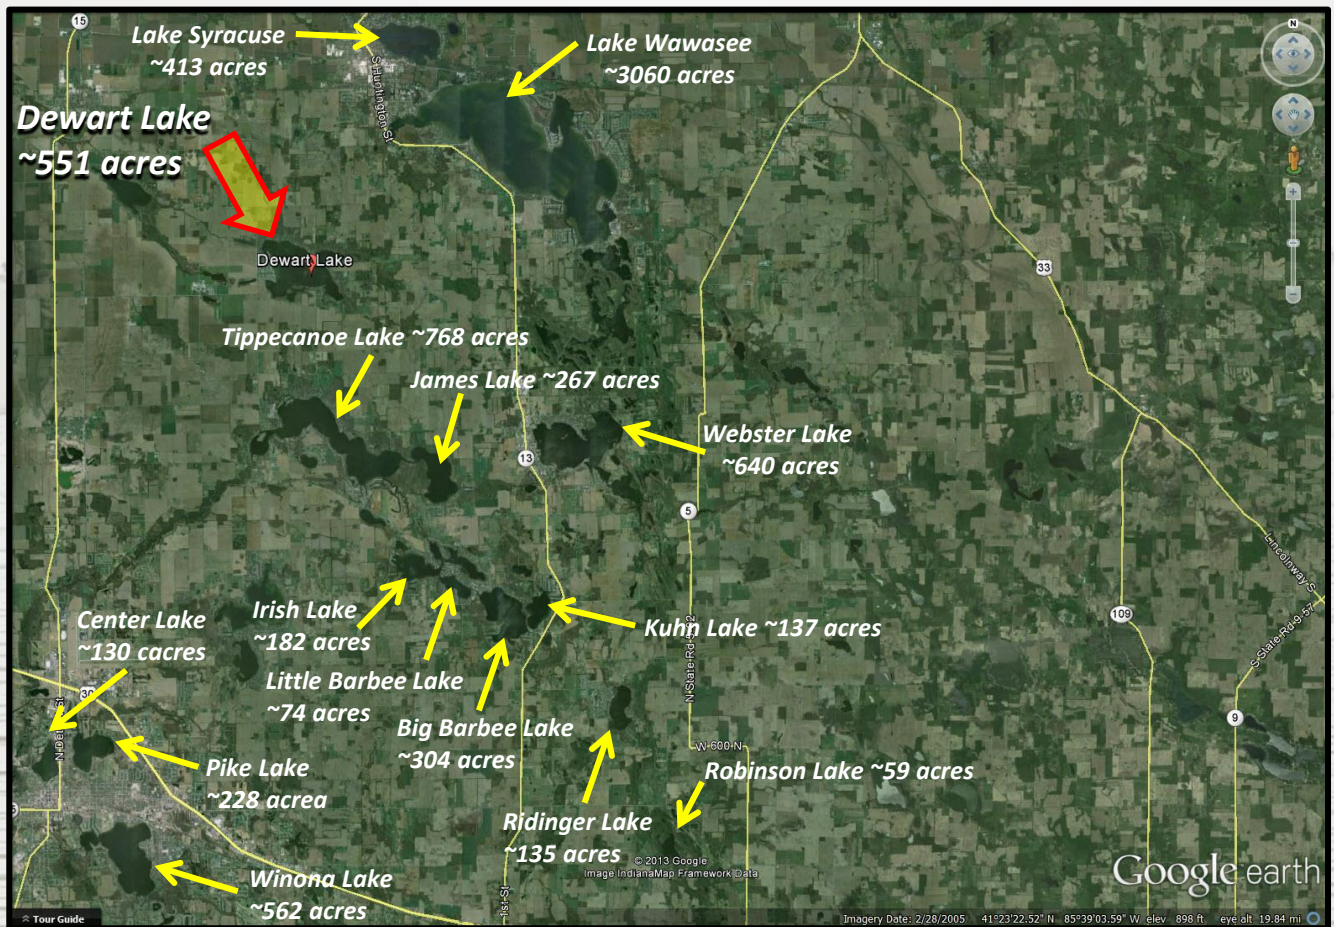 15
Lake Syracuse
~413 acres
Lake Wawasee
~3060 acres
N
S Huntington St
Dewart Lake
~551 acres
Dewart Lake
33
Tippecanoe Lake ~768 acres
James Lake ~267 acres
Webster Lake
~640 acres
13
5
Lincolnway S
Center Lake
~130 cacres
Irish Lake
~182 acres
Kuhn Lake ~137 acres
109
S State Rd 9-57
Little Barbee Lake
~74 acres
30
N State Rd
9
Big Barbee Lake
~304 acres
W 600 N
Pike Lake
~228 acrea
Robinson Lake ~59 acres
Ridinger Lake
~135 acres
© 2013 Google
Image IndianaMap Framework Data
Google earth
Winona Lake
~562 acres
1st St
Tour Guide
Imagery Date: 2/28/2005 41°23'22.52" N 85°39'03.59" W elev 898 ft eye alt 19.84 mi